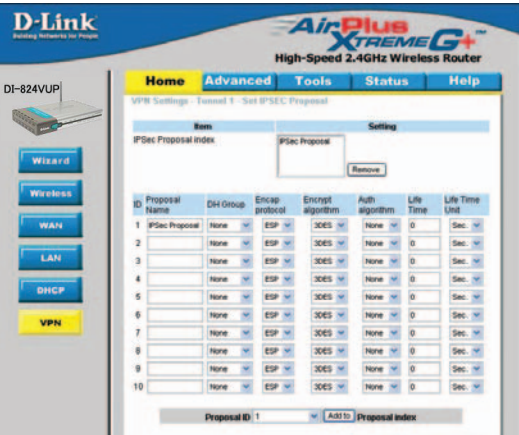 D-Link
Building Networks for People
AirPlus
XTREME G+™
High-Speed 2.4GHz Wireless Router
DI-824VUP
Home Advanced Tools Status Help
VPN Settings - Tunnel 1 - Set IPSEC Proposal
Item Setting
IPSec Proposal index
IPSec Proposal
Remove
Wizard
Wireless
WAN
LAN
DHCP
VPN
ID Proposal Name DH Group Encap protocol Encrypt algorithm Auth algorithm Life Time Life Time Unit
1 IPSec Proposal None ESP 3DES None 0 Sec.
2 None ESP 3DES None 0 Sec.
3 None ESP 3DES None 0 Sec.
4 None ESP 3DES None 0 Sec.
5 None ESP 3DES None 0 Sec.
6 None ESP 3DES None 0 Sec.
7 None ESP 3DES None 0 Sec.
8 None ESP 3DES None 0 Sec.
9 None ESP 3DES None 0 Sec.
10 None ESP 3DES None 0 Sec.
Proposal ID 1 Add to Proposal index